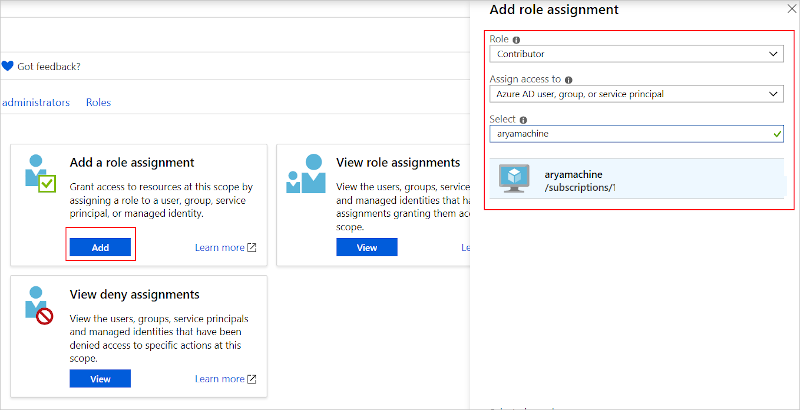 Got feedback?
administrators Roles
Add a role assignment
Grant access to resources at this scope by
assigning a role to a user, group, service
principal, or managed identity.
Add
Learn more
View role assignments
View the users, groups, service
and managed identities that ha
assignments granting them acc
scope.
View
Le
View deny assignments
View the users, groups, service principals
and managed identities that have been
denied access to specific actions at this
scope.
View
Learn more
Add role assignment
Role
Contributor
Assign access to
Azure AD user, group, or service principal
Select
aryamachine
aryamachine
/subscriptions/1